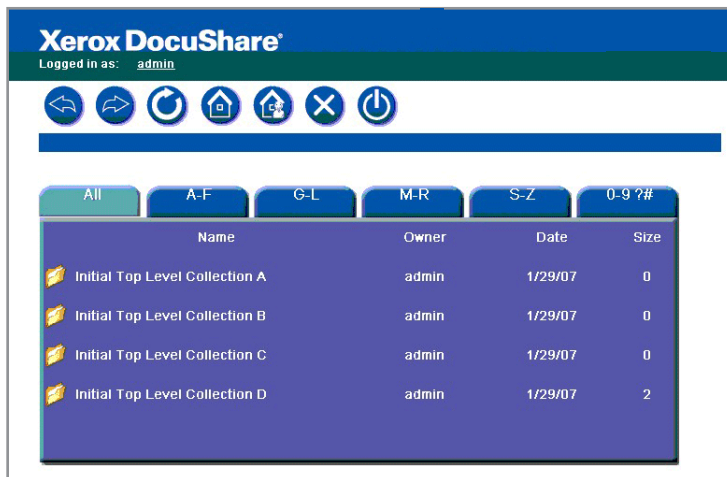 Xerox DocuShare®
Logged in as: admin
All A-F G-L M-R S-Z 0-9 ?#
Name Owner Date Size
Initial Top Level Collection A admin 1/29/07 0
Initial Top Level Collection B admin 1/29/07 0
Initial Top Level Collection C admin 1/29/07 0
Initial Top Level Collection D admin 1/29/07 2